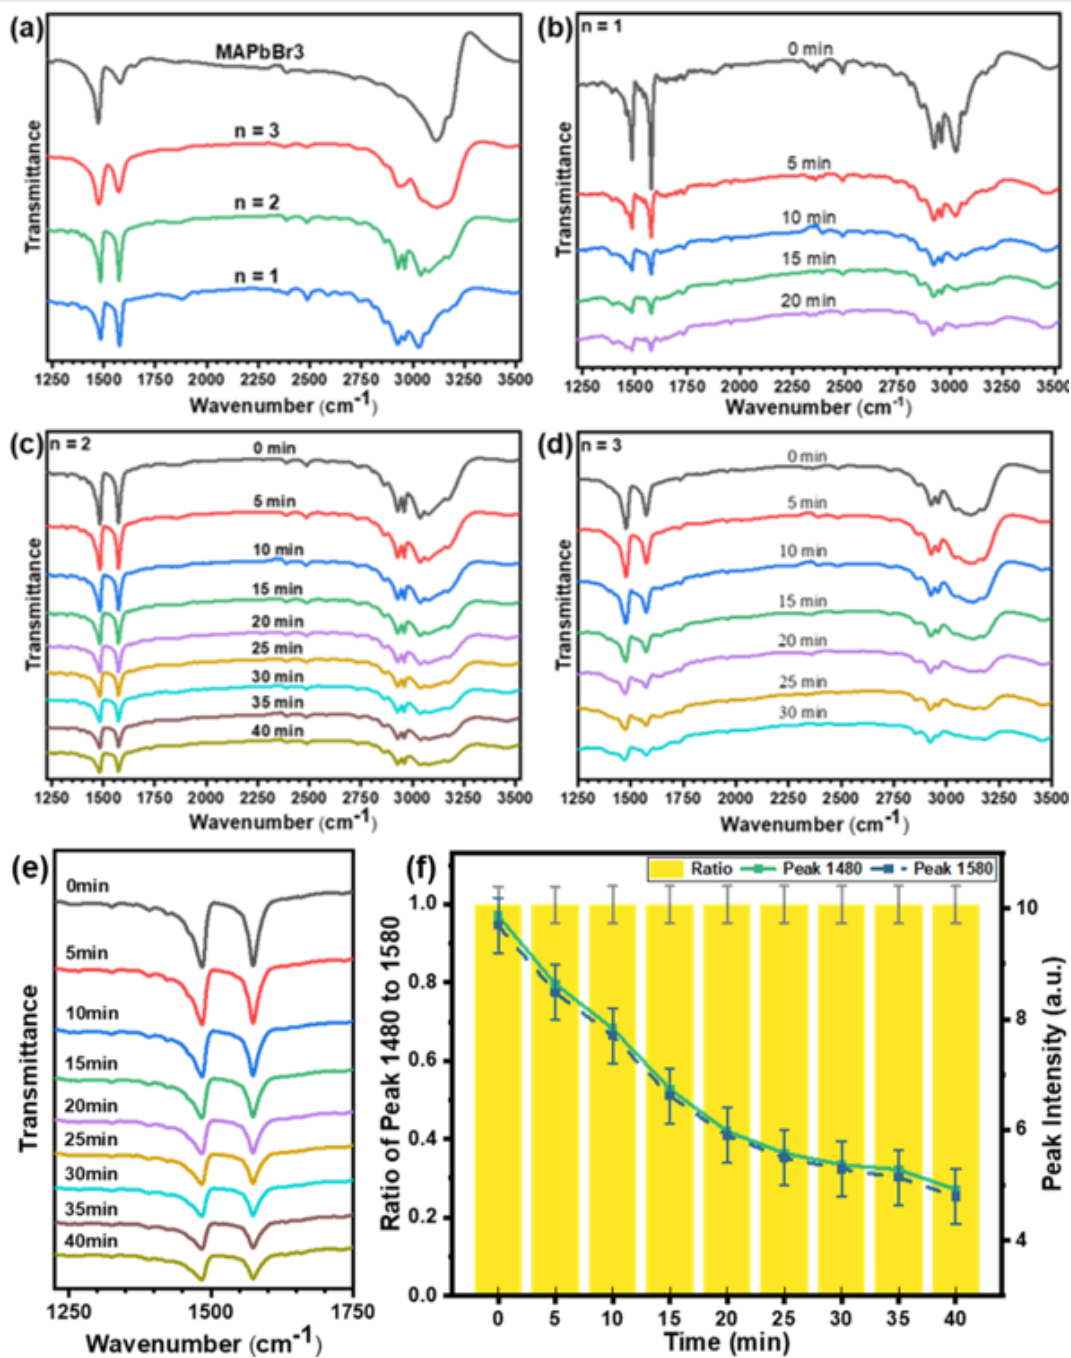 (a)
MAPbBr3
n = 3
n = 2
n = 1
Transmittance
1250 1500 1750 2000 2250 2500 2750 3000 3250 3500
Wavenumber (cm-1)
(b)
n = 1
0 min
5 min
10 min
15 min
20 min
Transmittance
1250 1500 1750 2000 2250 2500 2750 3000 3250 3500
Wavenumber (cm-1)
(c)
n = 2
0 min
5 min
10 min
15 min
20 min
25 min
30 min
35 min
40 min
Transmittance
1250 1500 1750 2000 2250 2500 2750 3000 3250 3500
Wavenumber (cm-1)
(d)
n = 3
0 min
5 min
10 min
15 min
20 min
25 min
30 min
Transmittance
1250 1500 1750 2000 2250 2500 2750 3000 3250 3500
Wavenumber (cm-1)
(e)
0min
5min
10min
15min
20min
25min
30min
35min
40min
Transmittance
1250 1500 1750
Wavenumber (cm-1)
(f)
Ratio Peak 1480 Peak 1580
Ratio of Peak 1480 to 1580
1.0
0.8
0.6
0.4
0.2
0.0
10
8
6
4
Peak Intensity (a.u.)
0 5 10 15 20 25 30 35 40
Time (min)